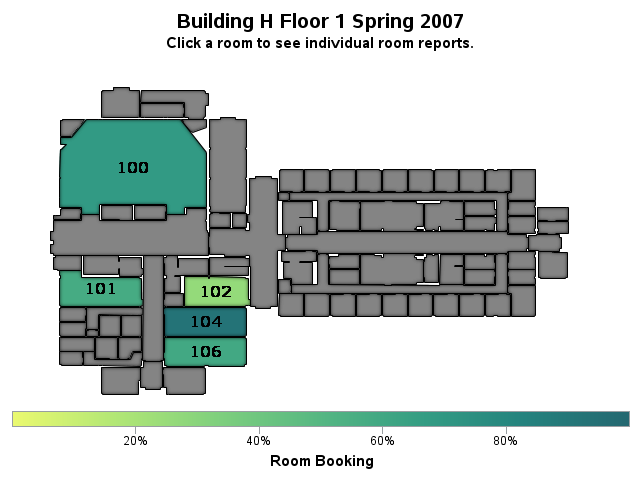 Building H Floor 1 Spring 2007
Click a room to see individual room reports.
100
101
102
104
106
20% 40% 60% 80%
Room Booking